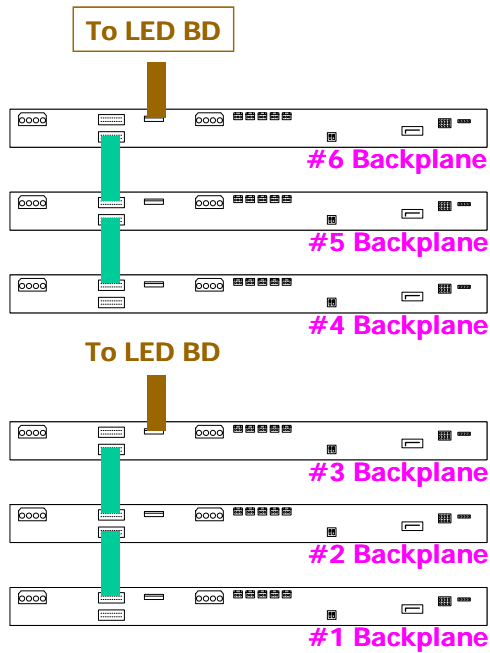 To LED BD
#6 Backplane
#5 Backplane
#4 Backplane
To LED BD
#3 Backplane
#2 Backplane
#1 Backplane